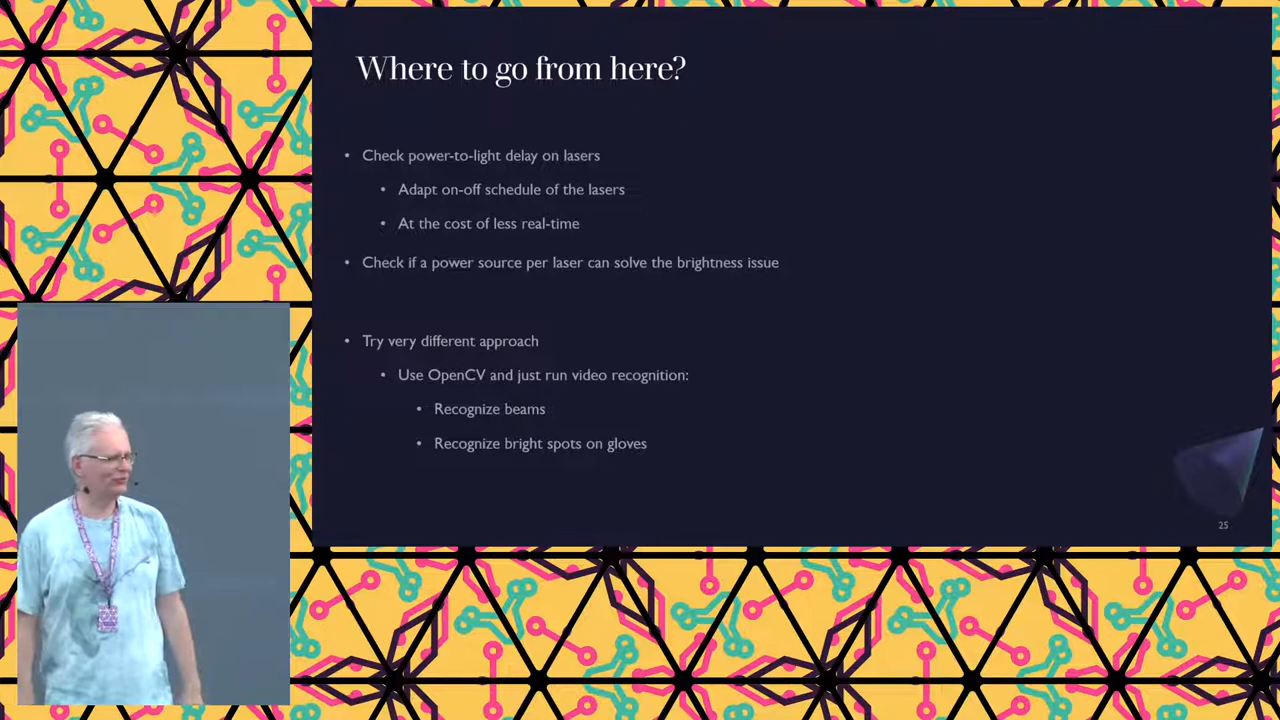 Where to go from here?
• Check power-to-light delay on lasers
• Adapt on-off schedule of the lasers
• At the cost of less real-time
• Check if a power source per laser can solve the brightness issue
• Try very different approach
• Use OpenCV and just run video recognition:
• Recognize beams
• Recognize bright spots on gloves
25